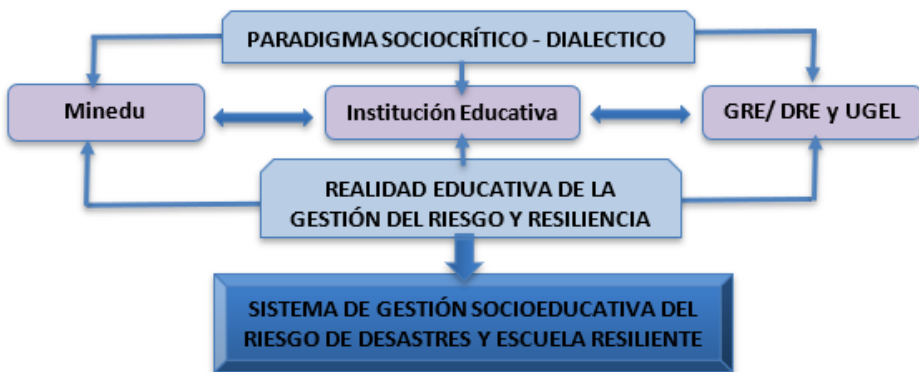 PARADIGMA SOCIOCRÍTICO - DIALECTICO
Minedu
Institución Educativa
GRE/ DRE y UGEL
REALIDAD EDUCATIVA DE LA
GESTIÓN DEL RIESGO Y RESILIENCIA
SISTEMA DE GESTIÓN SOCIOEDUCATIVA DEL
RIESGO DE DESASTRES Y ESCUELA RESILIENTE